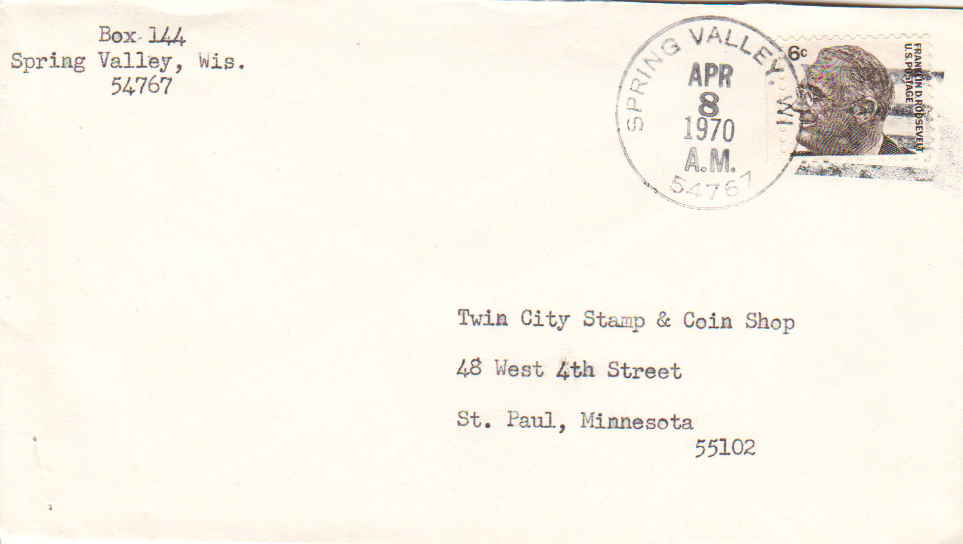 Box 144
Spring Valley, Wis.
54767
SPRING VALLEY, WI
APR
8
1970
A.M.
54767
6c
FRANKLIN D. ROOSEVELT
U.S. POSTAGE
Twin City Stamp & Coin Shop
48 West 4th Street
St. Paul, Minnesota
55102